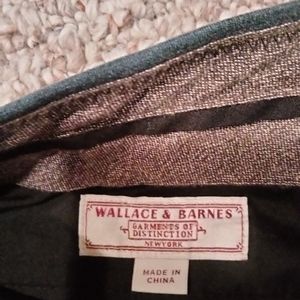 WALLACE & BARNES
GARMENTS OF
DISTINCTION
NEW YORK
MADE IN
CHINA